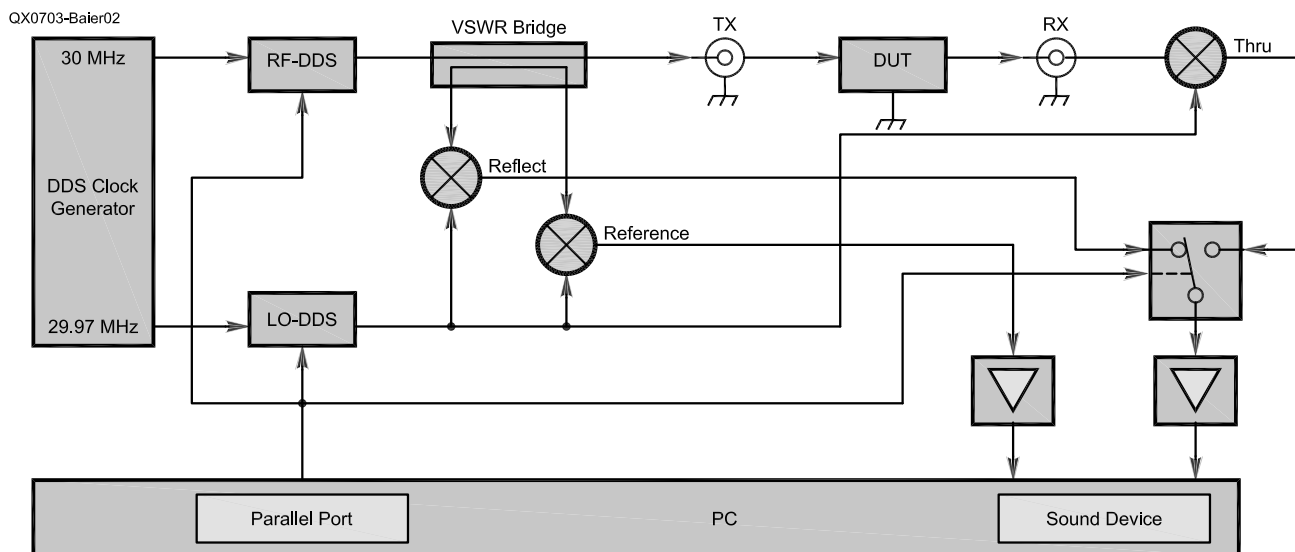 QX0703-Baier02
VSWR Bridge
TX
RX
30 MHz
RF-DDS
DUT
Thru
DDS Clock
Generator
Reflect
Reference
29.97 MHz
LO-DDS
Parallel Port
PC
Sound Device